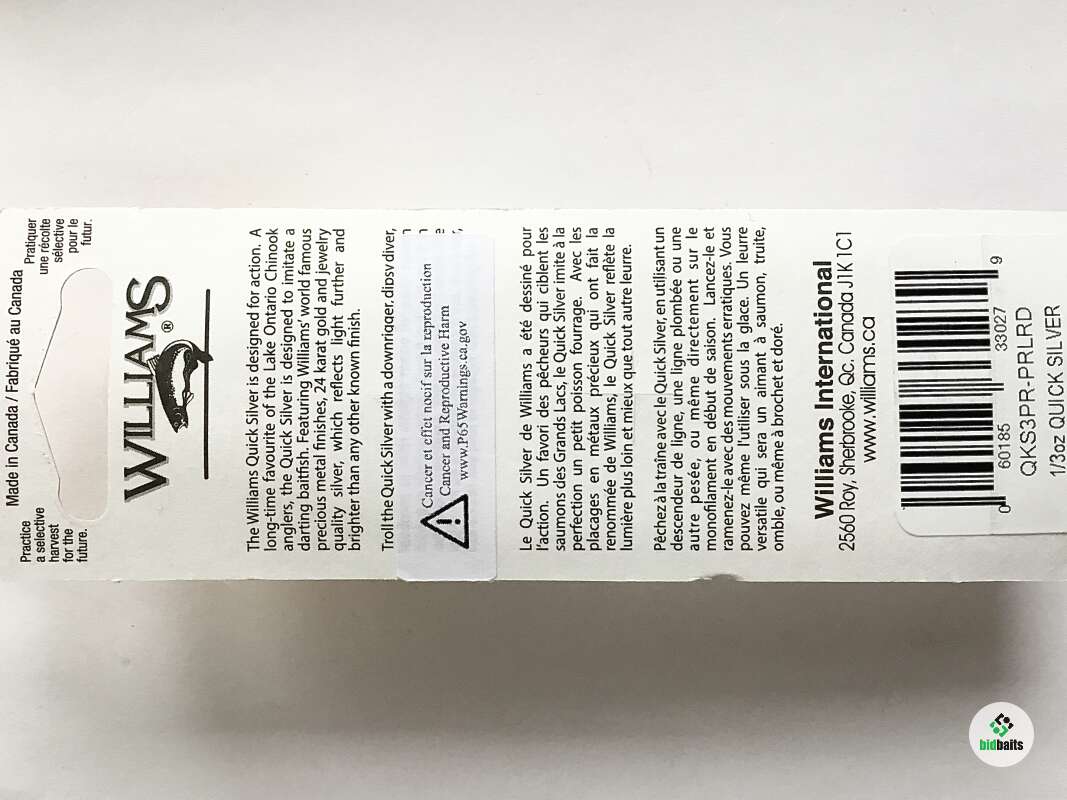 Made in Canada / Fabriqué au Canada
Practice
a selective
harvest
for the
future.
Pratiquer
une récolte
sélective
pour le
futur.
WILLIAMS®
The Williams Quick Silver is designed for action. A
long-time favourite of the Lake Ontario Chinook
anglers, the Quick Silver is designed to imitate a
darting baitfish. Featuring Williams' world famous
precious metal finishes, 24 karat gold and jewelry
quality silver, which reflects light further and
brighter than any other known finish.
Troll the Quick Silver with a downrigger, dipsy diver,
Cancer et effet nocif sur la reproduction
Cancer and Reproductive Harm
www.P65Warnings.ca.gov
Le Quick Silver de Williams a été dessiné pour
l'action. Un favori des pécheurs qui ciblent les
saumons des Grands Lacs, le Quick Silver imite à la
perfection un petit poisson fourrage. Avec les
placages en métaux précieux qui ont fait la
renommée de Williams, le Quick Silver reflète la
lumière plus loin et mieux que tout autre leurre.
Pêchez à la traîne avec le Quick Silver, en utilisant un
descendeur de ligne, une ligne plombée ou une
autre pesée, ou même directement sur le
monofilament en début de saison. Lancez-le et
ramenez-le avec des mouvements erratiques. Vous
pouvez même l'utiliser sous la glace. Un leurre
versatile qui sera un aimant à saumon, truite,
omble, ou même à brochet et doré.
Williams International
2560 Roy, Sherbrooke, Qc. Canada J1K 1C1
www.williams.ca
0 60185 33027 9
QKS3PR-PRLRD
1/3oz QUICK SILVER
bidbaits